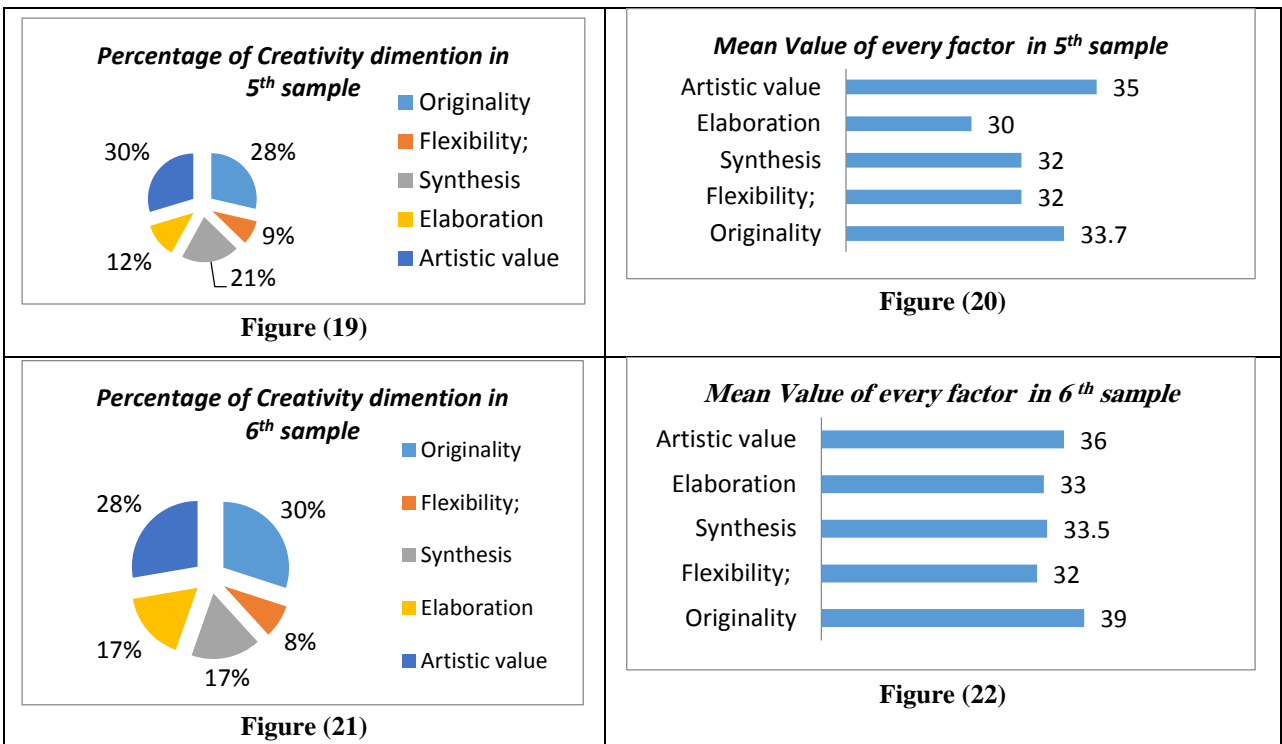 Percentage of Creativity dimention in
5th sample
30%
28%
9%
21%
12%
Originality
Flexibility;
Synthesis
Elaboration
Artistic value
Figure (19)
Mean Value of every factor in 5th sample
Artistic value 35
Elaboration 30
Synthesis 32
Flexibility; 32
Originality 33.7
Figure (20)
Percentage of Creativity dimention in
6th sample
28%
30%
8%
17%
17%
Originality
Flexibility;
Synthesis
Elaboration
Artistic value
Figure (21)
Mean Value of every factor in 6 th sample
Artistic value 36
Elaboration 33
Synthesis 33.5
Flexibility; 32
Originality 39
Figure (22)